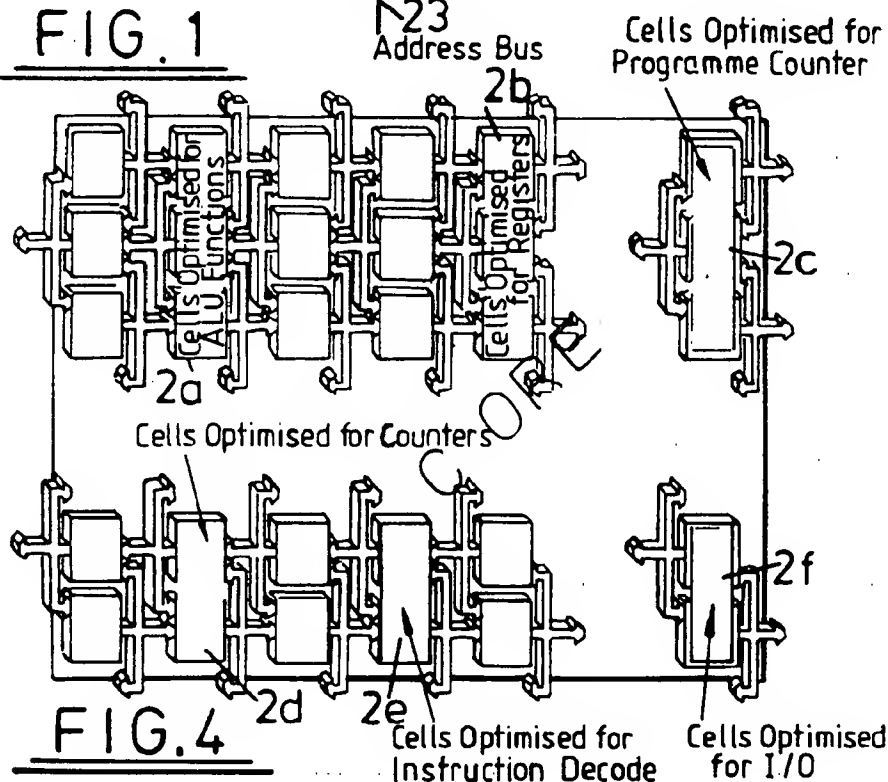 FIG.1
23
Address Bus
Cells Optimised for
Programme Counter
2b
Cells Optimised for
ALU Functions
Cells Optimised
for Registers
2c
2a
CORE
Cells Optimised for Counters
2f
2d
2e
FIG.4
Cells Optimised for
Instruction Decode
Cells Optimised
for I/O